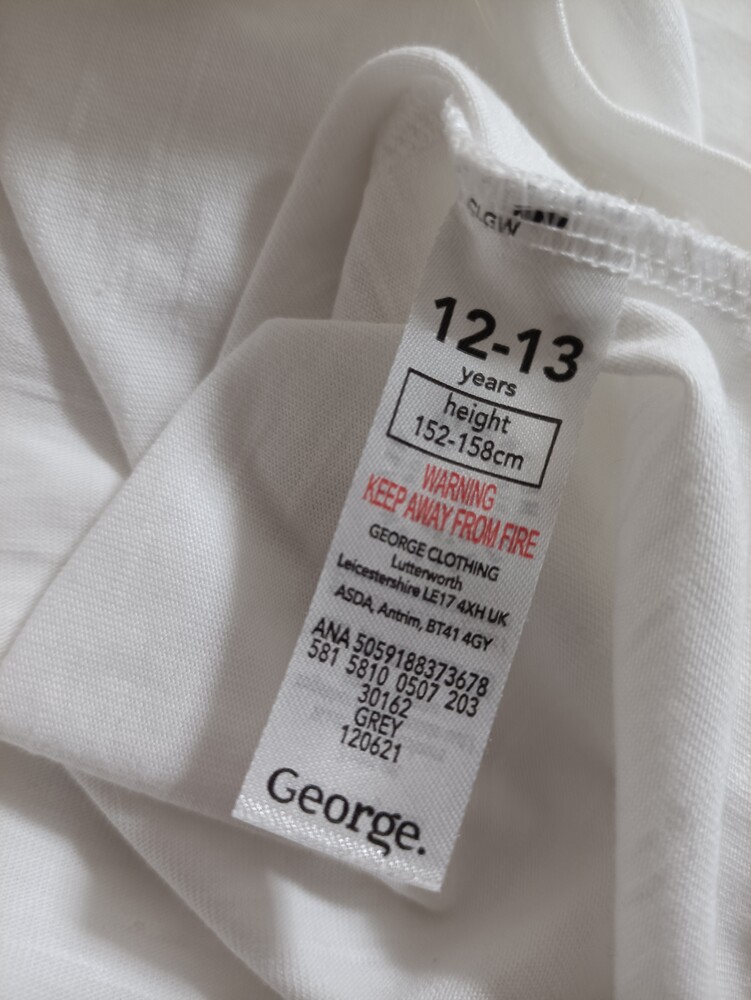 CLGW
12-13
years
height
152-158cm
WARNING
KEEP AWAY FROM FIRE
GEORGE CLOTHING
Lutterworth
Leicestershire LE17 4XH UK
ASDA, Antrim, BT41 4GY
ANA 5059188373678
581 5810 0507 203
30162
GREY
120621
George.